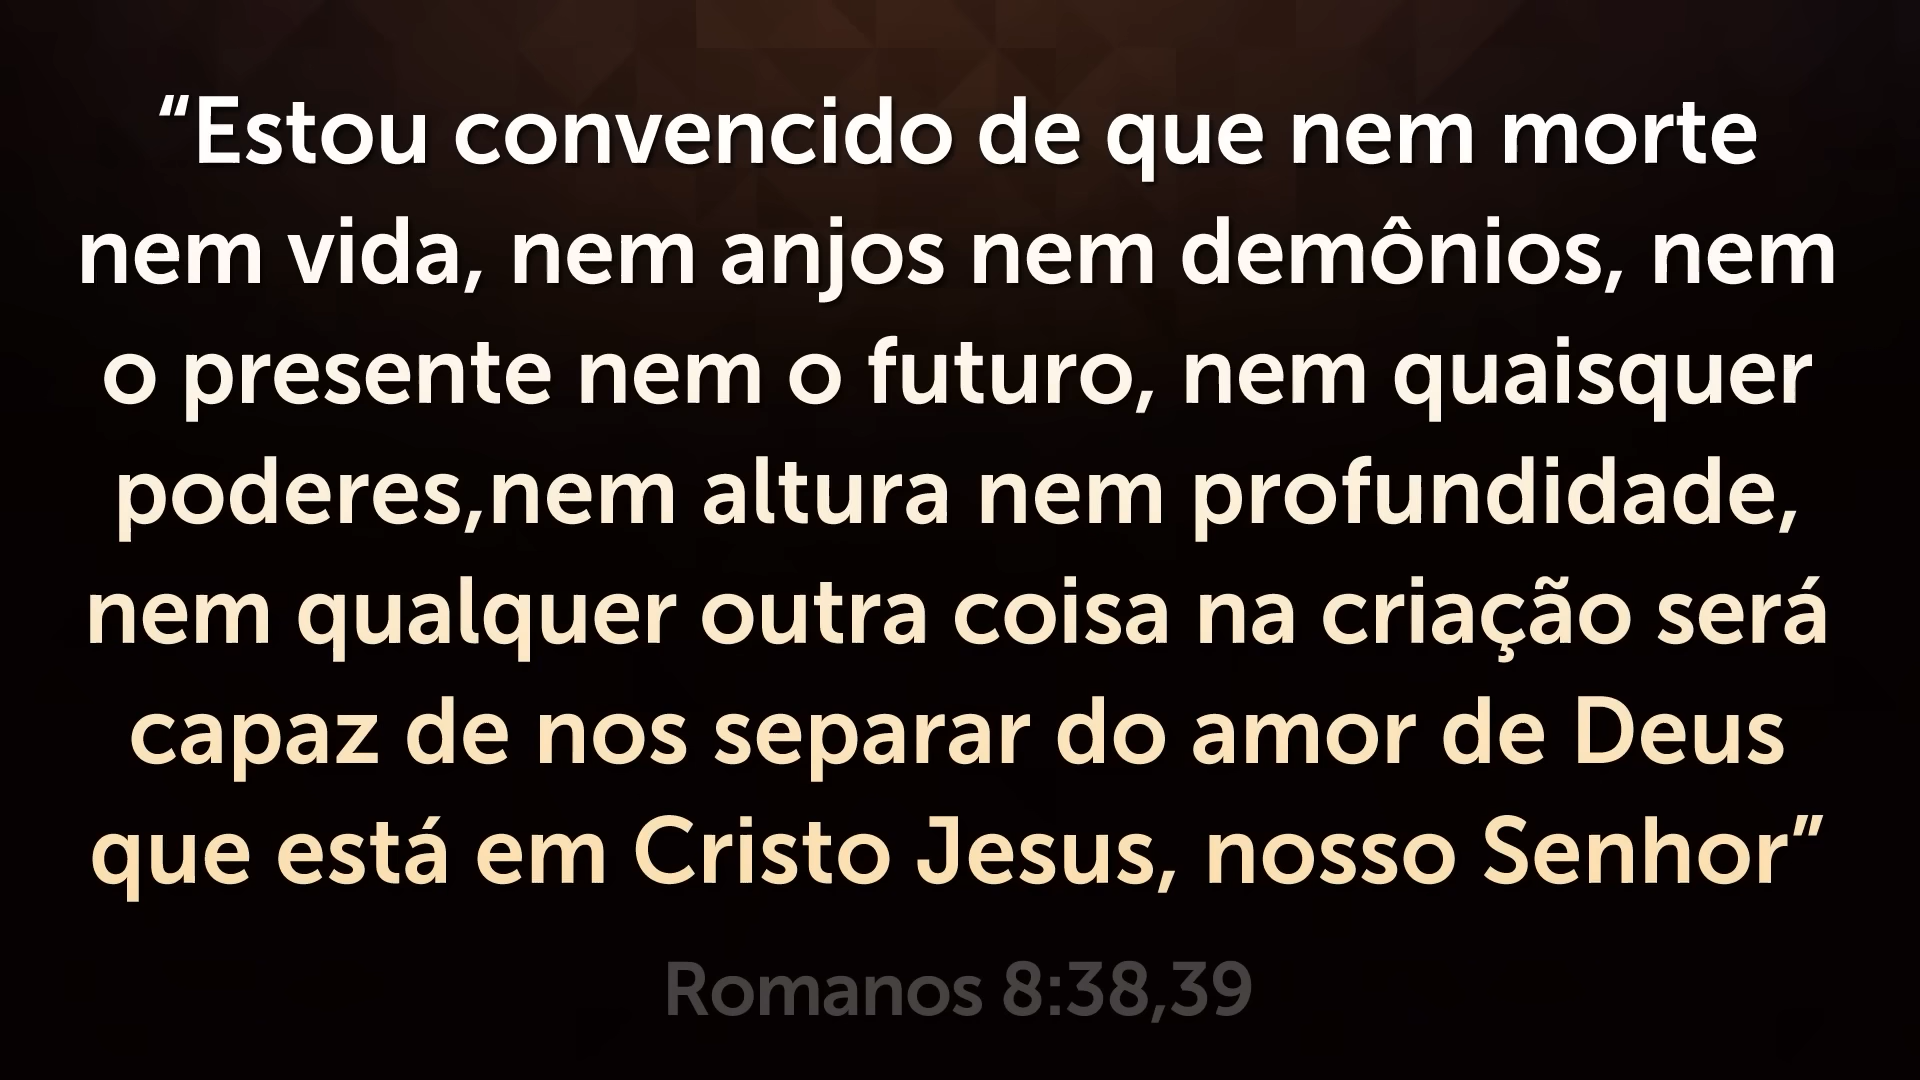 “Estou convencido de que nem morte
nem vida, nem anjos nem demônios, nem
o presente nem o futuro, nem quaisquer
poderes,nem altura nem profundidade,
nem qualquer outra coisa na criação será
capaz de nos separar do amor de Deus
que está em Cristo Jesus, nosso Senhor”
Romanos 8:38,39